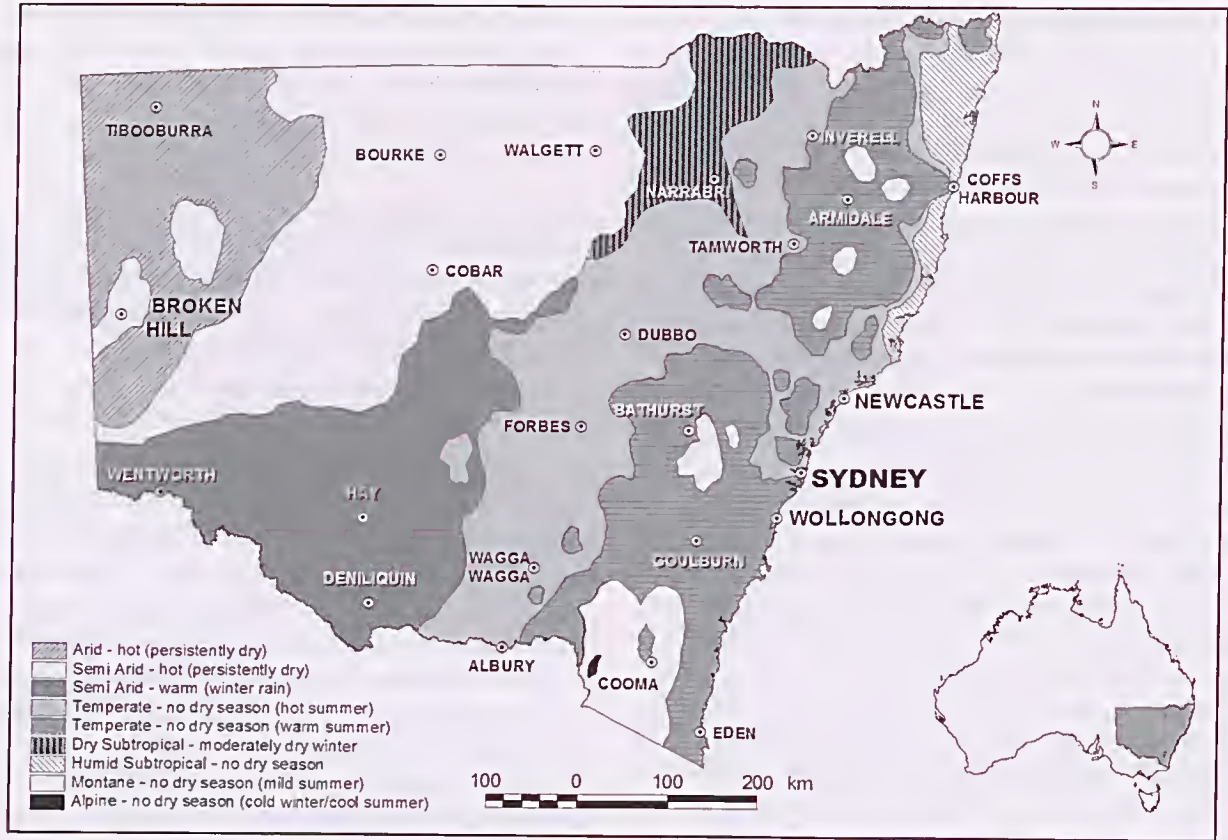 TIBOOBURRA
BOURKE
WALGETT
INVERELL
NARRABRI
COFFS
HARBOUR
ARMIDALE
TAMWORTH
COBAR
BROKEN
HILL
DUBBO
NEWCASTLE
BATHURST
FORBES
SYDNEY
WENTWORTH
HAY
WOLLONGONG
GOULBURN
WAGGA
WAGGA
DENILIQUIN
ALBURY
COOMA
EDEN
N
W
E
S
Arid - hot (persistently dry)
Semi Arid - hot (persistently dry)
Semi Arid - warm (winter rain)
Temperate - no dry season (hot summer)
Temperate - no dry season (warm summer)
Dry Subtropical - moderately dry winter
Humid Subtropical - no dry season
Montane - no dry season (mild summer)
Alpine - no dry season (cold winter/cool summer)
100 0 100 200 km